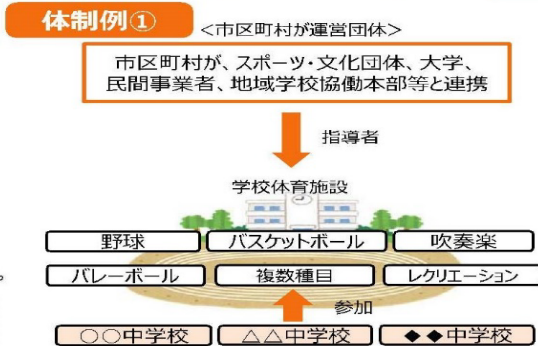 体制例①
<市区町村が運営団体>
市区町村が、スポーツ・文化団体、大学、
民間事業者、地域学校協働本部等と連携
指導者
学校体育施設
野球 バスケットボール 吹奏楽
バレーボール 複数種目 レクリエーション
。
参加
○○中学校 △△中学校 ◆◆中学校